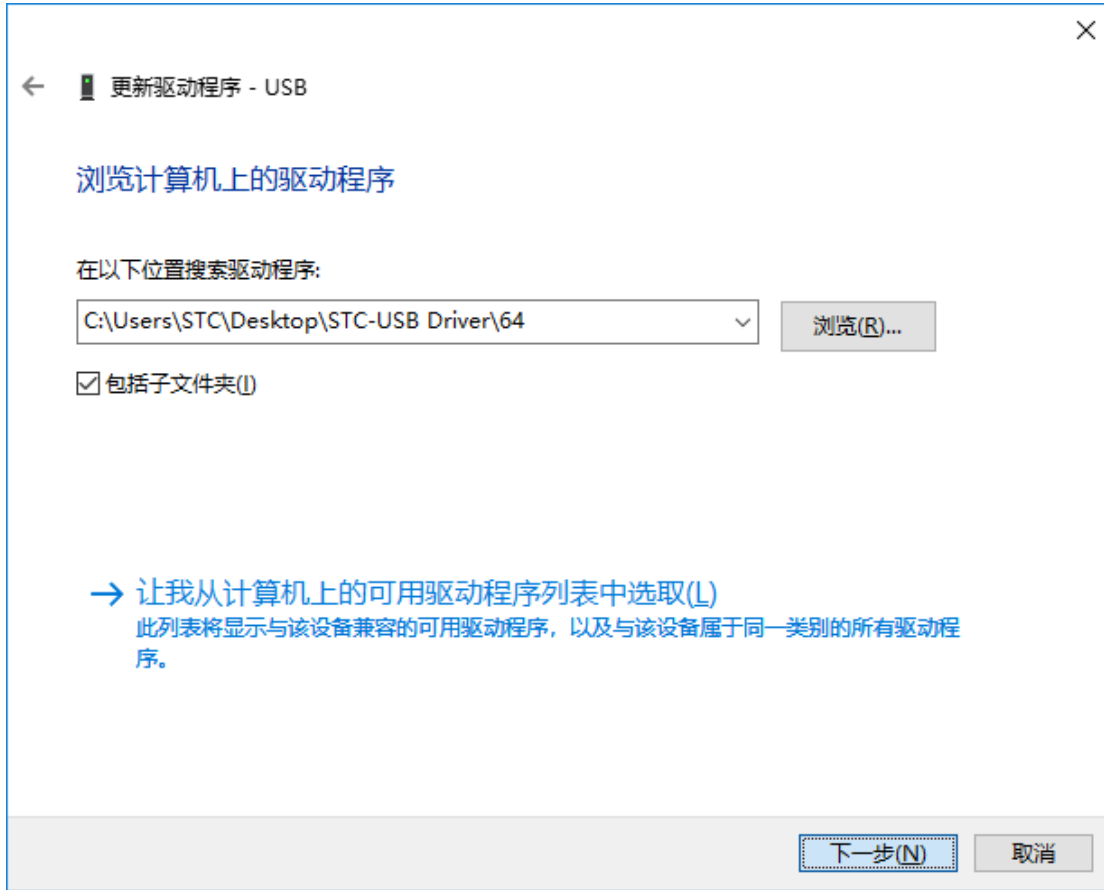 更新驱动程序 - USB
浏览计算机上的驱动程序
在以下位置搜索驱动程序:
C:\Users\STC\Desktop\STC-USB Driver\64
浏览(R)...
包括子文件夹(I)
让我从计算机上的可用驱动程序列表中选取(L)
此列表将显示与该设备兼容的可用驱动程序，以及与该设备属于同一类别的所有驱动程
序。
下一步(N)
取消